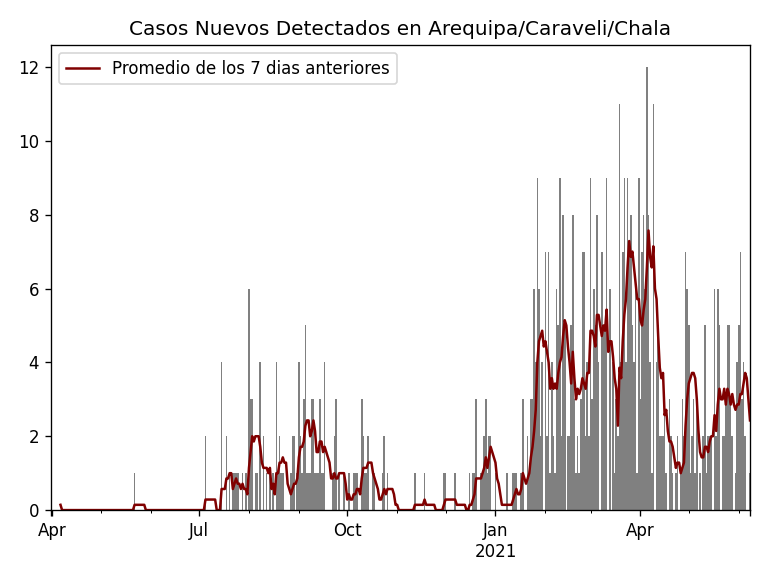 Casos Nuevos Detectados en Arequipa/Caraveli/Chala
Promedio de los 7 dias anteriores
12
10
8
6
4
2
0
Apr
Jul
Oct
Jan
2021
Apr